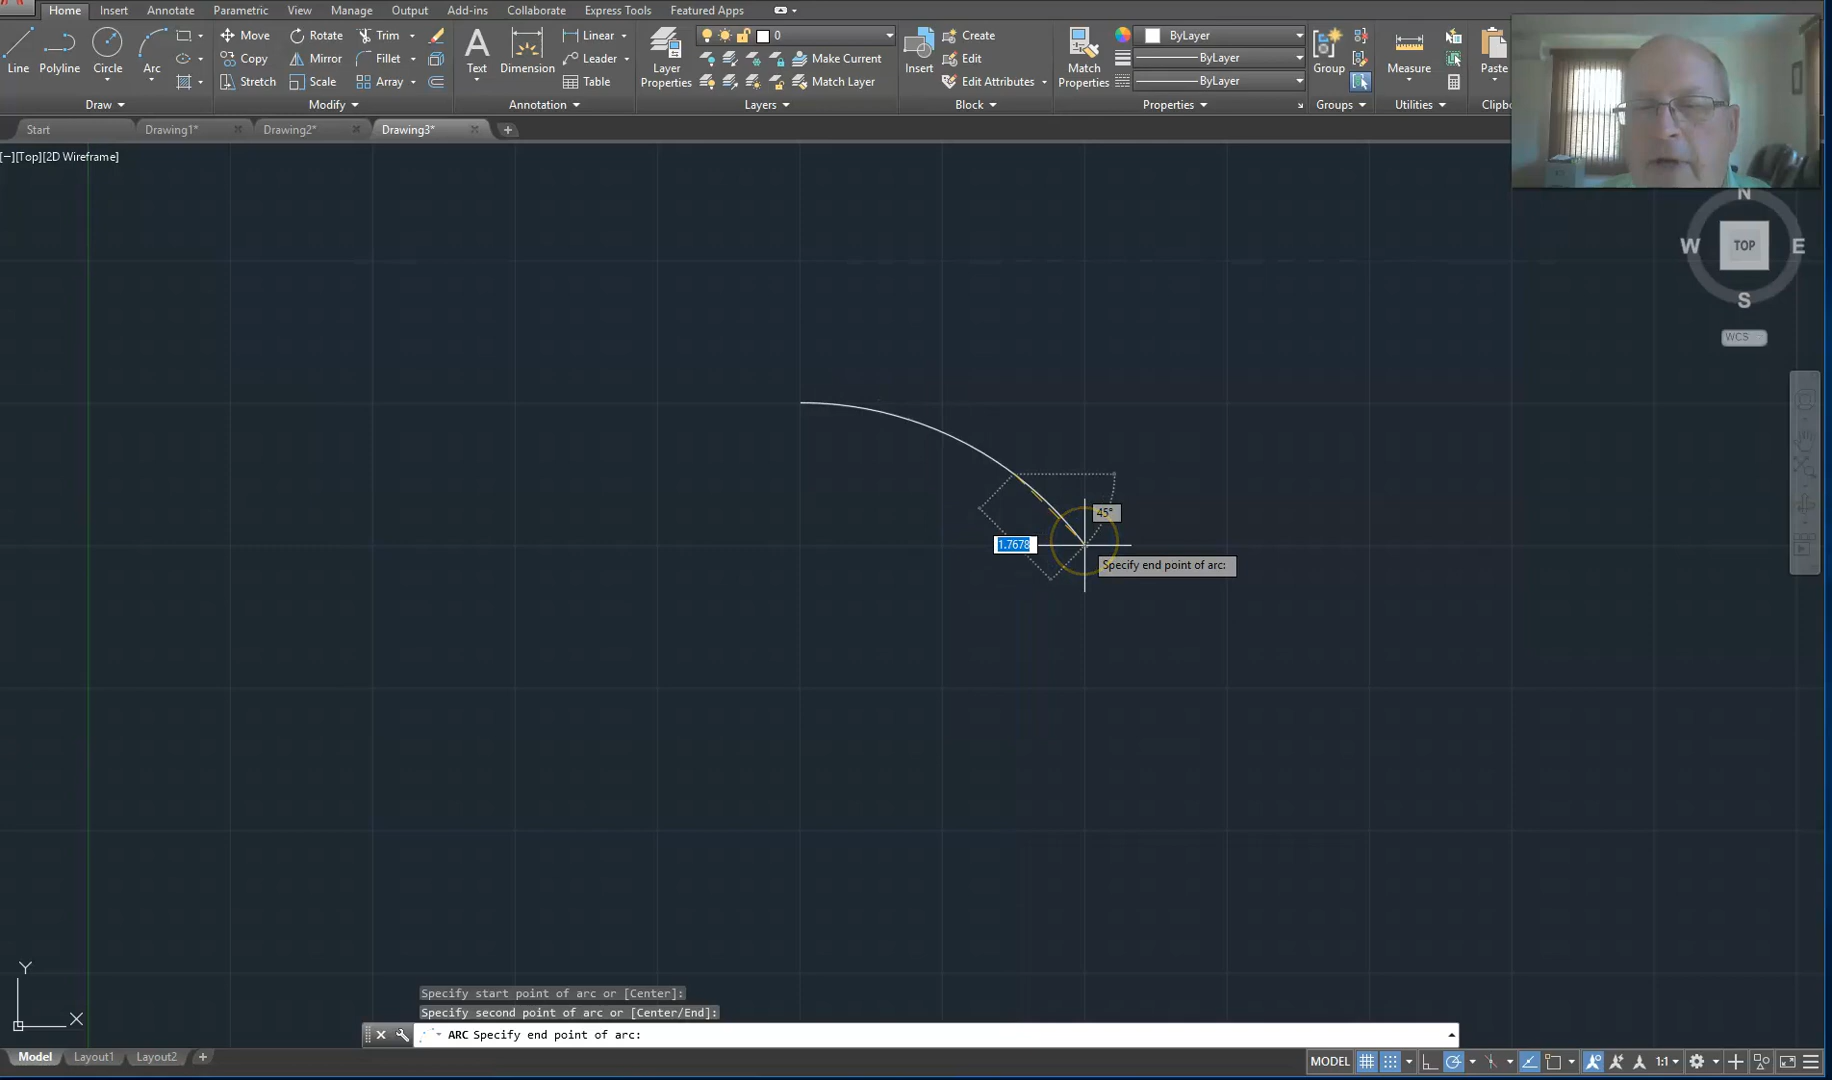 Home Insert Annotate Parametric View Manage Output Add-ins Collaborate Express Tools Featured Apps
Move Rotate Trim Linear 0 Create ByLayer
Line Polyline Circle Arc Copy Mirror Fillet Text Dimension Leader Layer Properties Make Current Insert Edit Match Properties ByLayer Group Measure Paste
Stretch Scale Array Table Match Layer Edit Attributes ByLayer
Draw Modify Annotation Layers Block Properties Groups Utilities Clipb
Start Drawing1* Drawing2* Drawing3*
[−][Top][2D Wireframe]
N
W TOP E
S
WCS
45°
1.7678
Specify end point of arc:
Y
X
Specify start point of arc or [Center]:
Specify second point of arc or [Center/End]:
ARC Specify end point of arc:
Model Layout1 Layout2 MODEL 1:1